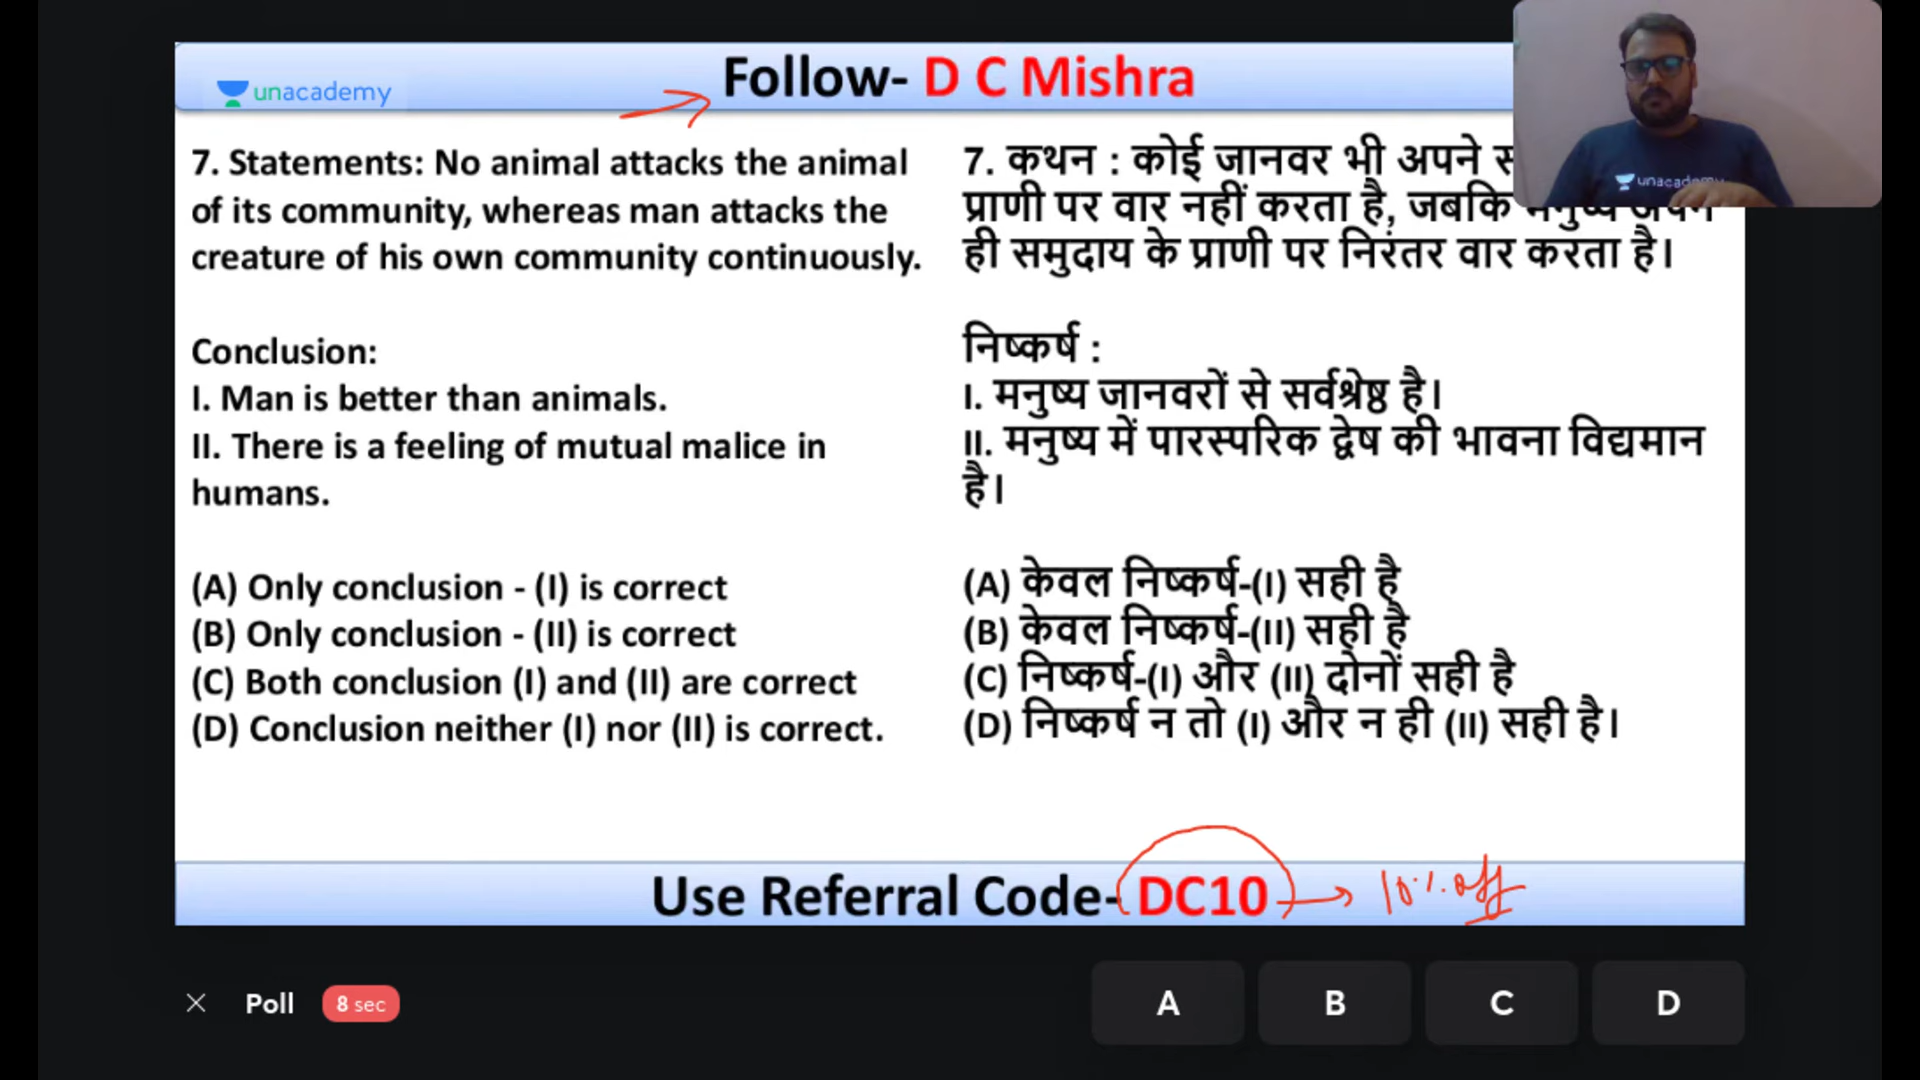 unacademy
Follow- D C Mishra
unacademy
7. Statements: No animal attacks the animal
of its community, whereas man attacks the
creature of his own community continuously.
Conclusion:
I. Man is better than animals.
II. There is a feeling of mutual malice in
humans.
(A) Only conclusion - (I) is correct
(B) Only conclusion - (II) is correct
(C) Both conclusion (I) and (II) are correct
(D) Conclusion neither (I) nor (II) is correct.
7. कथन : कोई जानवर भी अपने
प्राणी पर वार नहीं करता है, जबकि मनुष्य अपने
ही समुदाय के प्राणी पर निरंतर वार करता है।
निष्कर्ष :
I. मनुष्य जानवरों से सर्वश्रेष्ठ है।
II. मनुष्य में पारस्परिक द्वेष की भावना विद्यमान
है।
(A) केवल निष्कर्ष-(I) सही है
(B) केवल निष्कर्ष-(II) सही है
(C) निष्कर्ष-(I) और (II) दोनों सही है
(D) निष्कर्ष न तो (I) और न ही (II) सही है।
Use Referral Code- DC10 10% off
Poll 8 sec A B C D